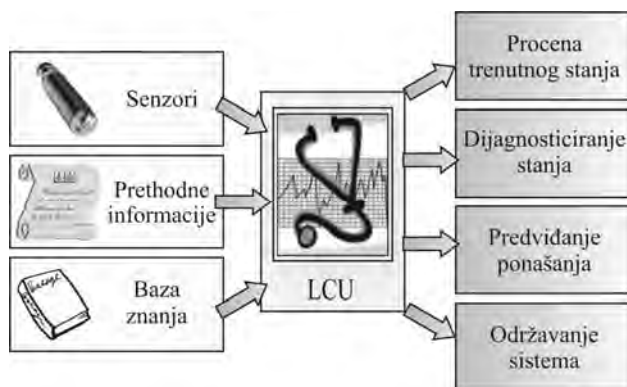 Senzori
Prethodne
informacije
Baza
znanja
LCU
Procena
trenutnog stanja
Dijagnosticiranje
stanja
Predviđanje
ponašanja
Održavanje
sistema